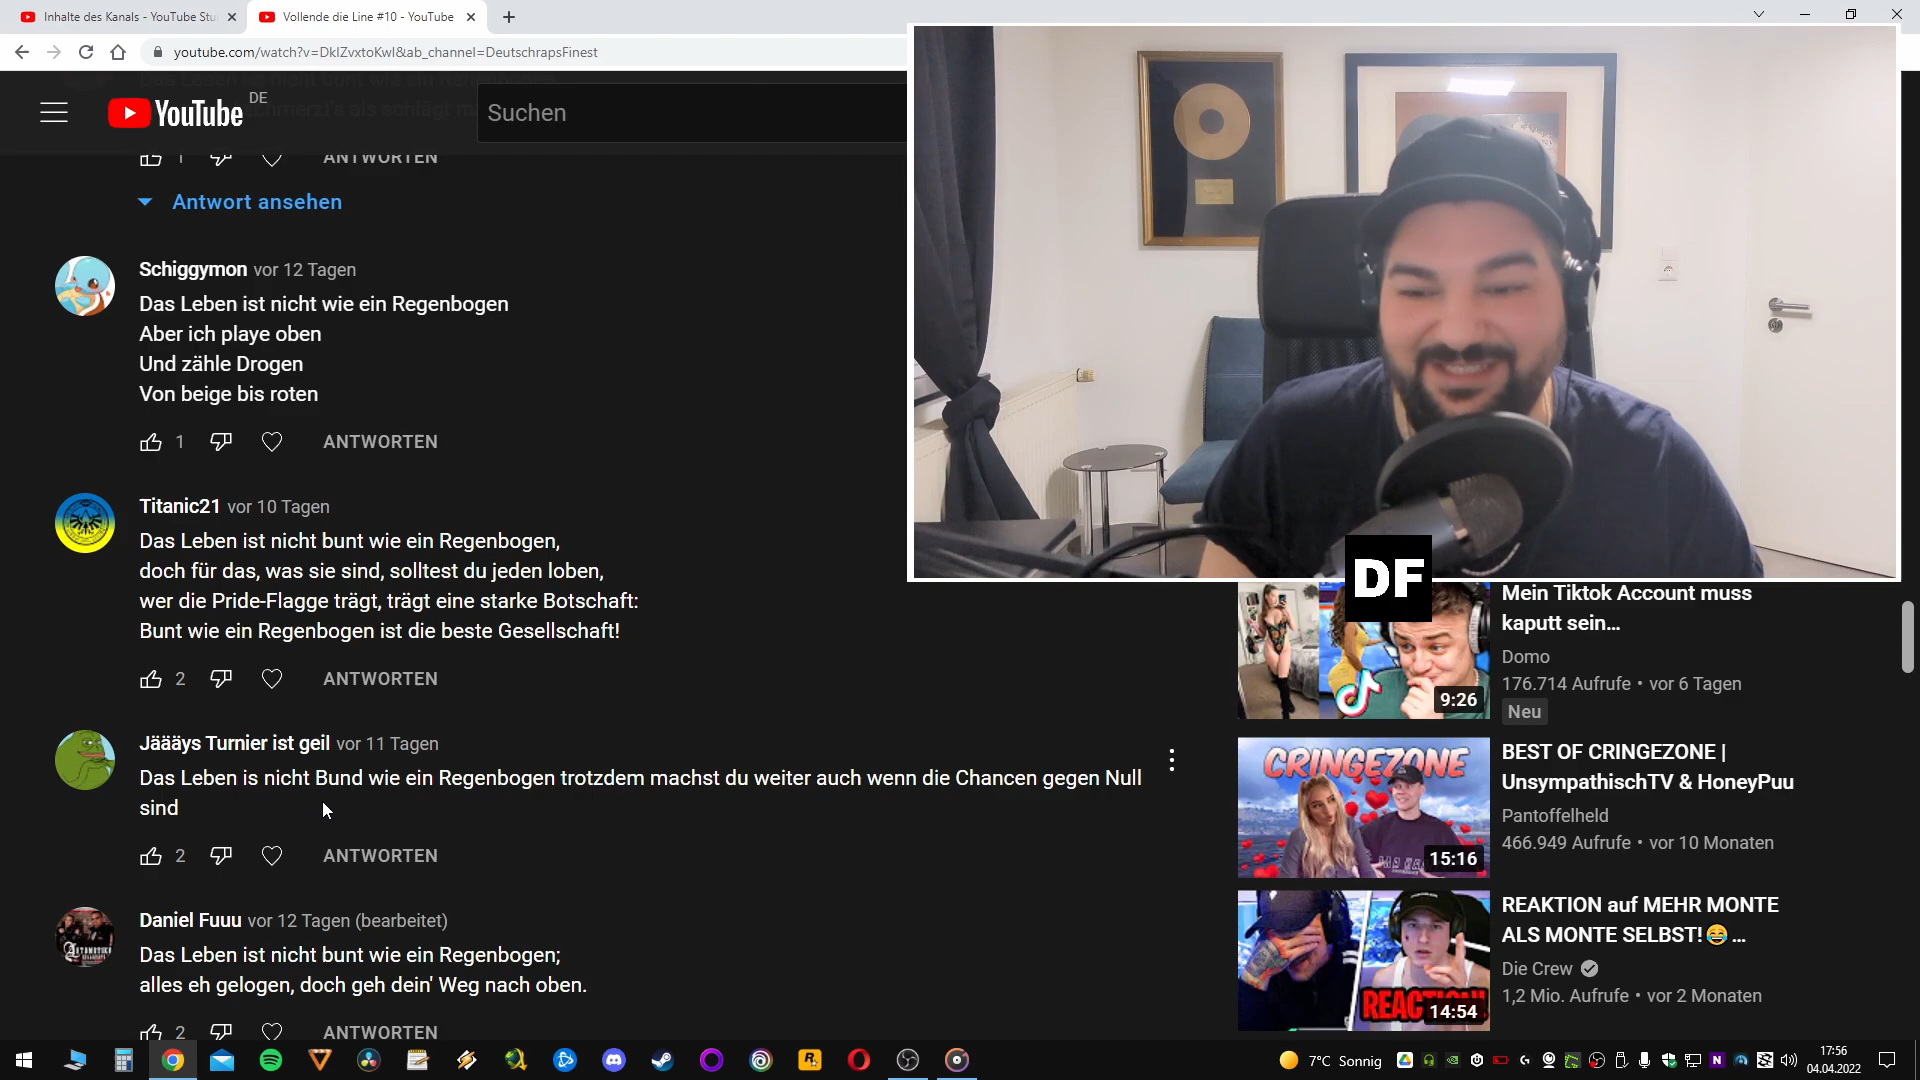 Inhalte des Kanals - YouTube Stu
Vollende die Line #10 - YouTube
youtube.com/watch?v=DkIZvxtoKwI&ab_channel=DeutschrapsFinest
YouTube DE
Suchen
1 ANTWORTEN
Antwort ansehen
Schiggymon vor 12 Tagen
Das Leben ist nicht wie ein Regenbogen
Aber ich playe oben
Und zähle Drogen
Von beige bis roten
1 ANTWORTEN
Titanic21 vor 10 Tagen
Das Leben ist nicht bunt wie ein Regenbogen,
doch für das, was sie sind, solltest du jeden loben,
wer die Pride-Flagge trägt, trägt eine starke Botschaft:
Bunt wie ein Regenbogen ist die beste Gesellschaft!
2 ANTWORTEN
Jäääys Turnier ist geil vor 11 Tagen
Das Leben is nicht Bund wie ein Regenbogen trotzdem machst du weiter auch wenn die Chancen gegen Null
sind
2 ANTWORTEN
Daniel Fuuu vor 12 Tagen (bearbeitet)
Das Leben ist nicht bunt wie ein Regenbogen;
alles eh gelogen, doch geh dein' Weg nach oben.
2 ANTWORTEN
DF
9:26
Mein Tiktok Account muss
kaputt sein...
Domo
176.714 Aufrufe • vor 6 Tagen
Neu
CRINGEZONE
15:16
BEST OF CRINGEZONE |
UnsympathischTV & HoneyPuu
Pantoffelheld
466.949 Aufrufe • vor 10 Monaten
REACTION!
14:54
REAKTION auf MEHR MONTE
ALS MONTE SELBST!😂 ...
Die Crew
1,2 Mio. Aufrufe • vor 2 Monaten
7°C Sonnig
17:56
04.04.2022